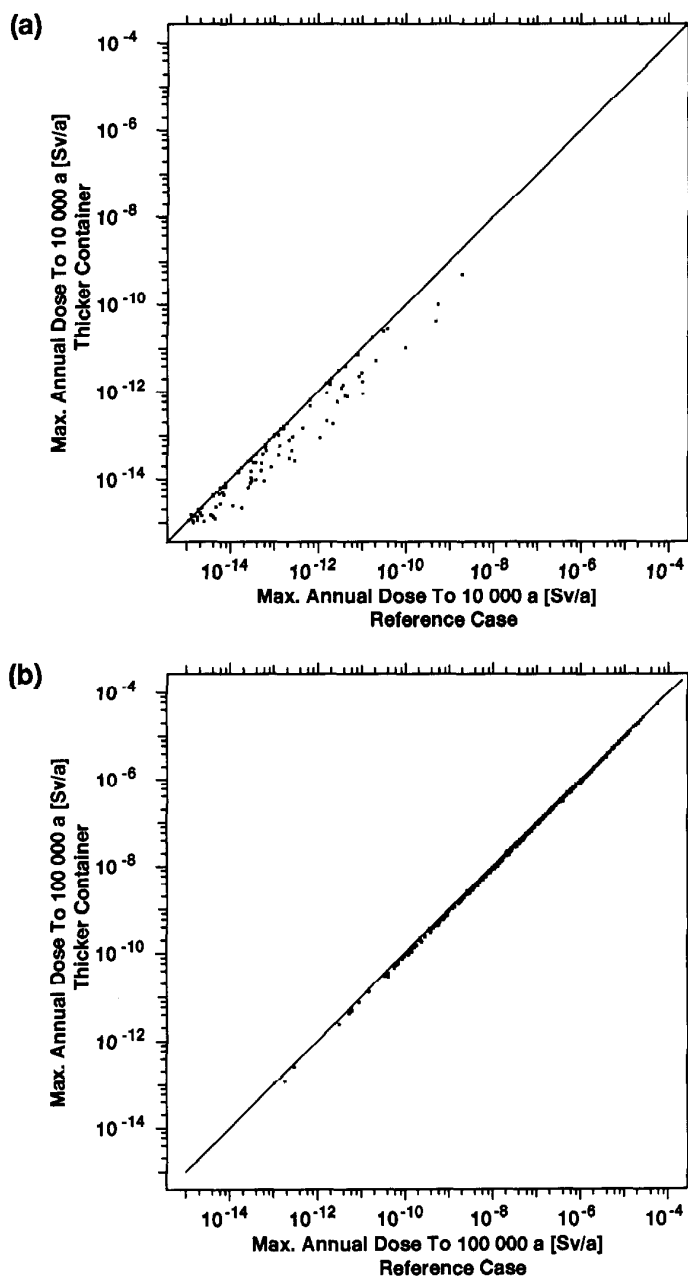 (a)
10⁻⁴
10⁻⁶
10⁻⁸
10⁻¹⁰
10⁻¹²
10⁻¹⁴
Max. Annual Dose To 10 000 a [Sv/a]
Thicker Container
10⁻¹⁴ 10⁻¹² 10⁻¹⁰ 10⁻⁸ 10⁻⁶ 10⁻⁴
Max. Annual Dose To 10 000 a [Sv/a]
Reference Case
(b)
10⁻⁴
10⁻⁶
10⁻⁸
10⁻¹⁰
10⁻¹²
10⁻¹⁴
Max. Annual Dose To 100 000 a [Sv/a]
Thicker Container
10⁻¹⁴ 10⁻¹² 10⁻¹⁰ 10⁻⁸ 10⁻⁶ 10⁻⁴
Max. Annual Dose To 100 000 a [Sv/a]
Reference Case